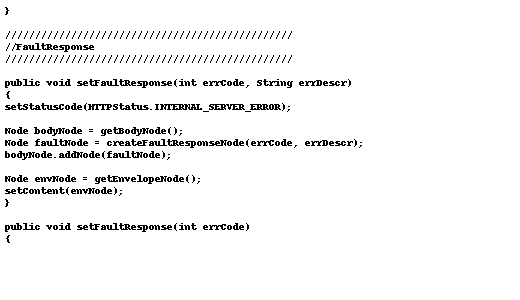 }
////////////////////////////////////////////////
//FaultResponse
////////////////////////////////////////////////
public void setFaultResponse(int errCode, String errDescr)
{
setStatusCode(HTTPStatus.INTERNAL_SERVER_ERROR);
Node bodyNode = getBodyNode();
Node faultNode = createFaultResponseNode(errCode, errDescr);
bodyNode.addNode(faultNode);
Node envNode = getEnvelopeNode();
setContent(envNode);
}
public void setFaultResponse(int errCode)
{